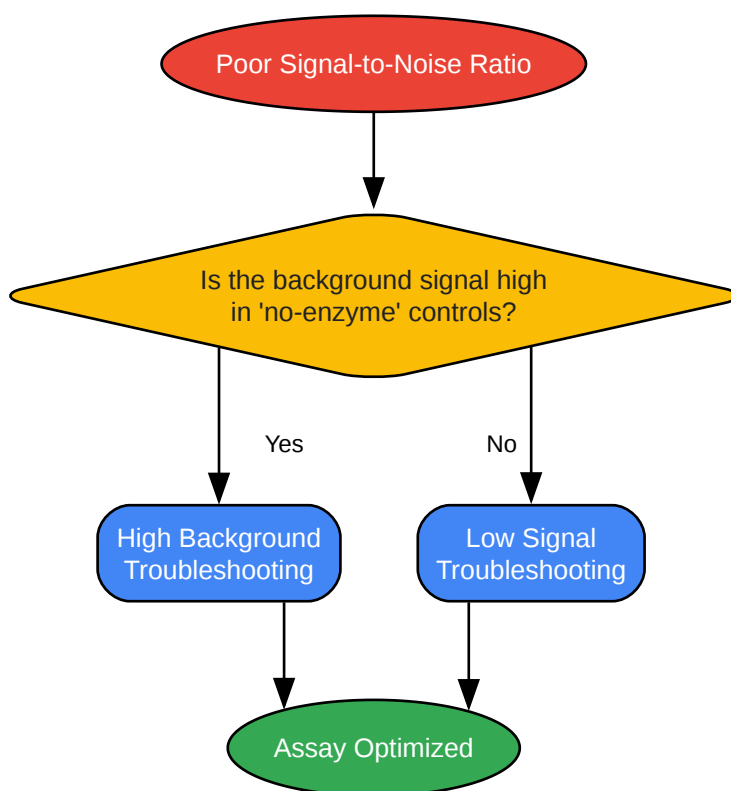 Poor Signal-to-Noise Ratio
Is the background signal high
in 'no-enzyme' controls?
Yes
No
High Background
Troubleshooting
Low Signal
Troubleshooting
Assay Optimized